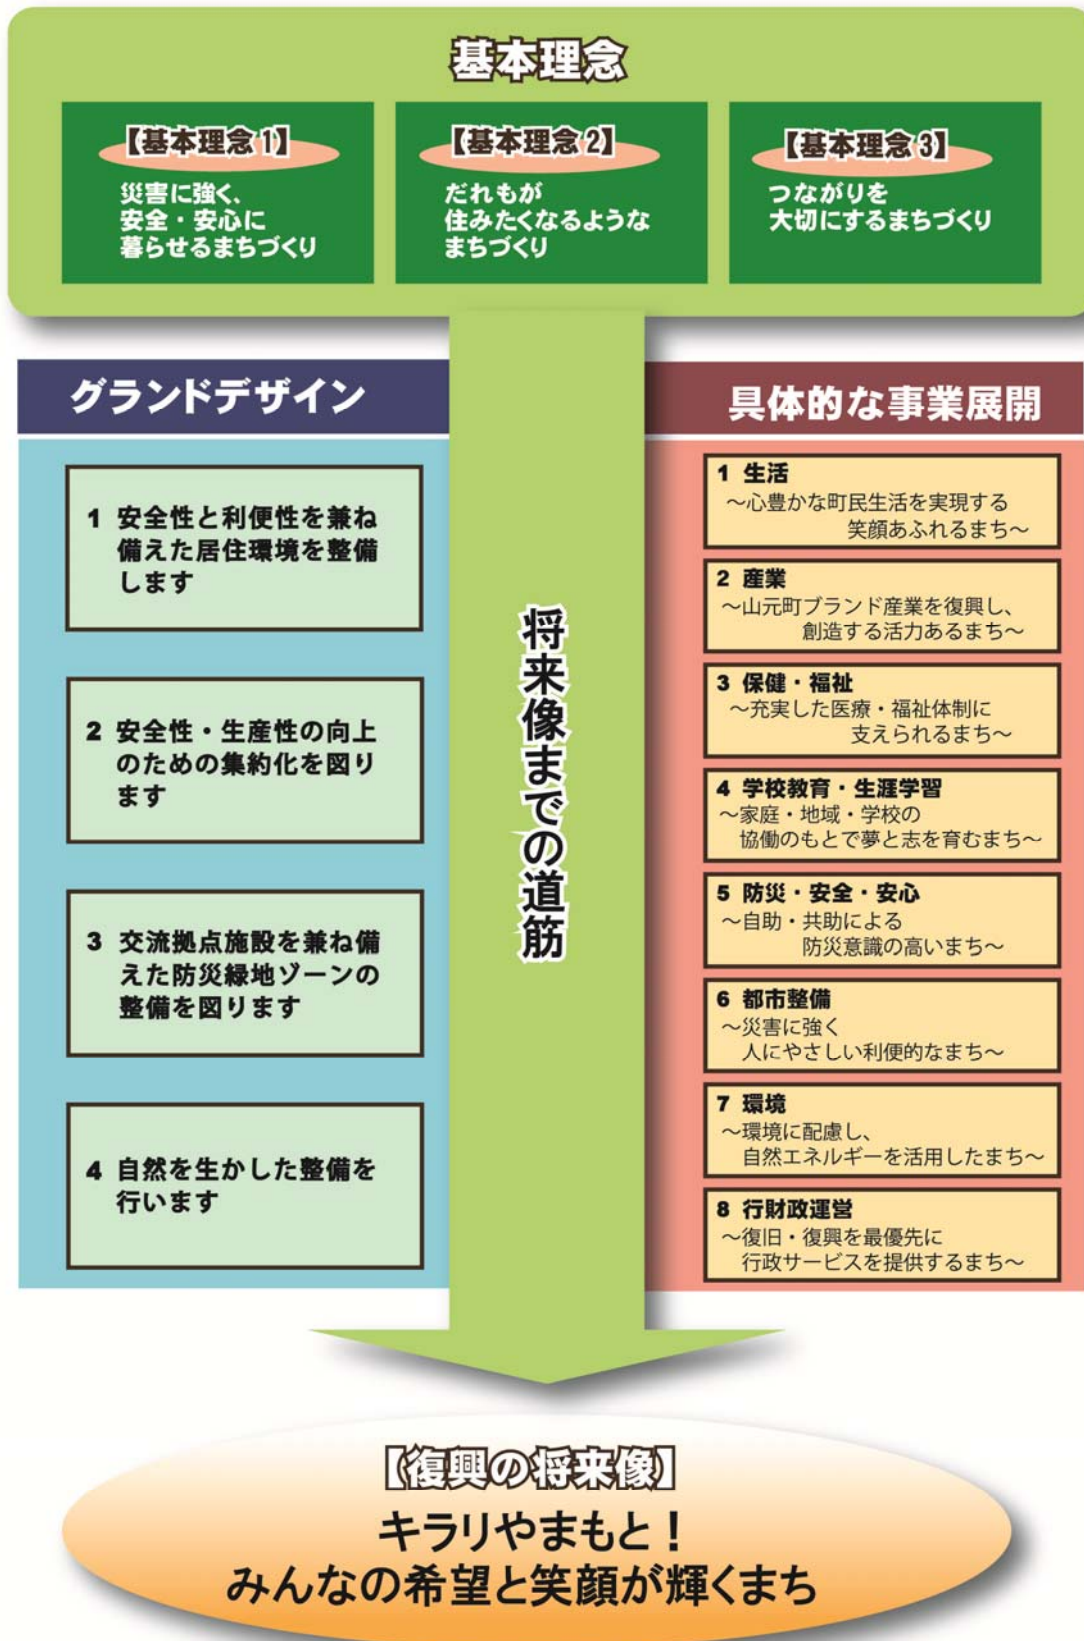 基本理念
【基本理念1】
災害に強く、
安全・安心に
暮らせるまちづくり
【基本理念2】
だれもが
住みたくなるような
まちづくり
【基本理念3】
つながりを
大切にするまちづくり
グランドデザイン
1 安全性と利便性を兼ね
備えた居住環境を整備
します
2 安全性・生産性の向上
のための集約化を図り
ます
3 交流拠点施設を兼ね備
えた防災緑地ゾーンの
整備を図ります
4 自然を生かした整備を
行います
将来像までの道筋
具体的な事業展開
1 生活
～心豊かな町民生活を実現する
笑顔あふれるまち～
2 産業
～山元町ブランド産業を復興し、
創造する活力あるまち～
3 保健・福祉
～充実した医療・福祉体制に
支えられるまち～
4 学校教育・生涯学習
～家庭・地域・学校の
協働のもとで夢と志を育むまち～
5 防災・安全・安心
～自助・共助による
防災意識の高いまち～
6 都市整備
～災害に強く
人にやさしい利便的なまち～
7 環境
～環境に配慮し、
自然エネルギーを活用したまち～
8 行財政運営
～復旧・復興を最優先に
行政サービスを提供するまち～
【復興の将来像】
キラリやまもと！
みんなの希望と笑顔が輝くまち